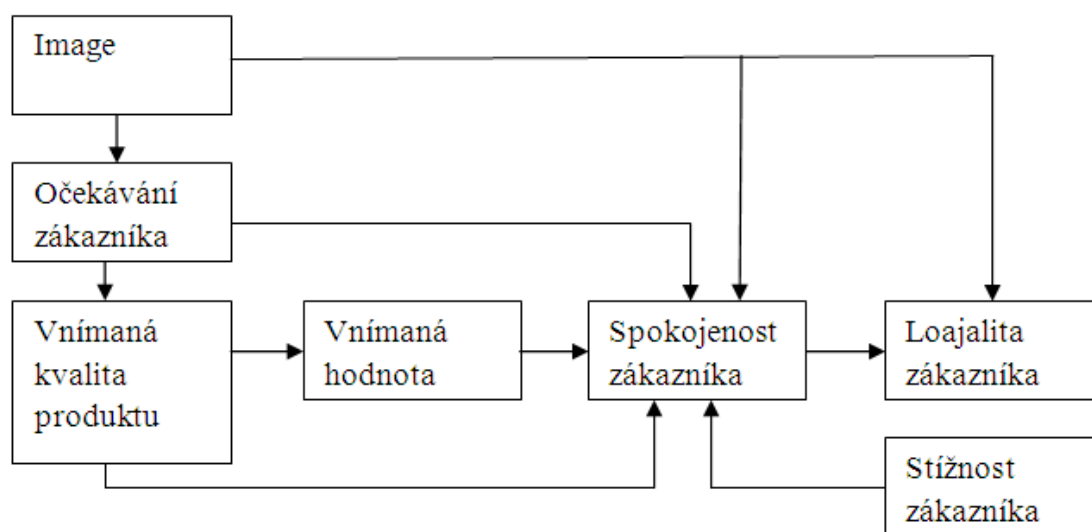 Image
Očekávání
zákazníka
Vnímaná
kvalita
produktu
Vnímaná
hodnota
Spokojenost
zákazníka
Loajalita
zákazníka
Stížnost
zákazníka